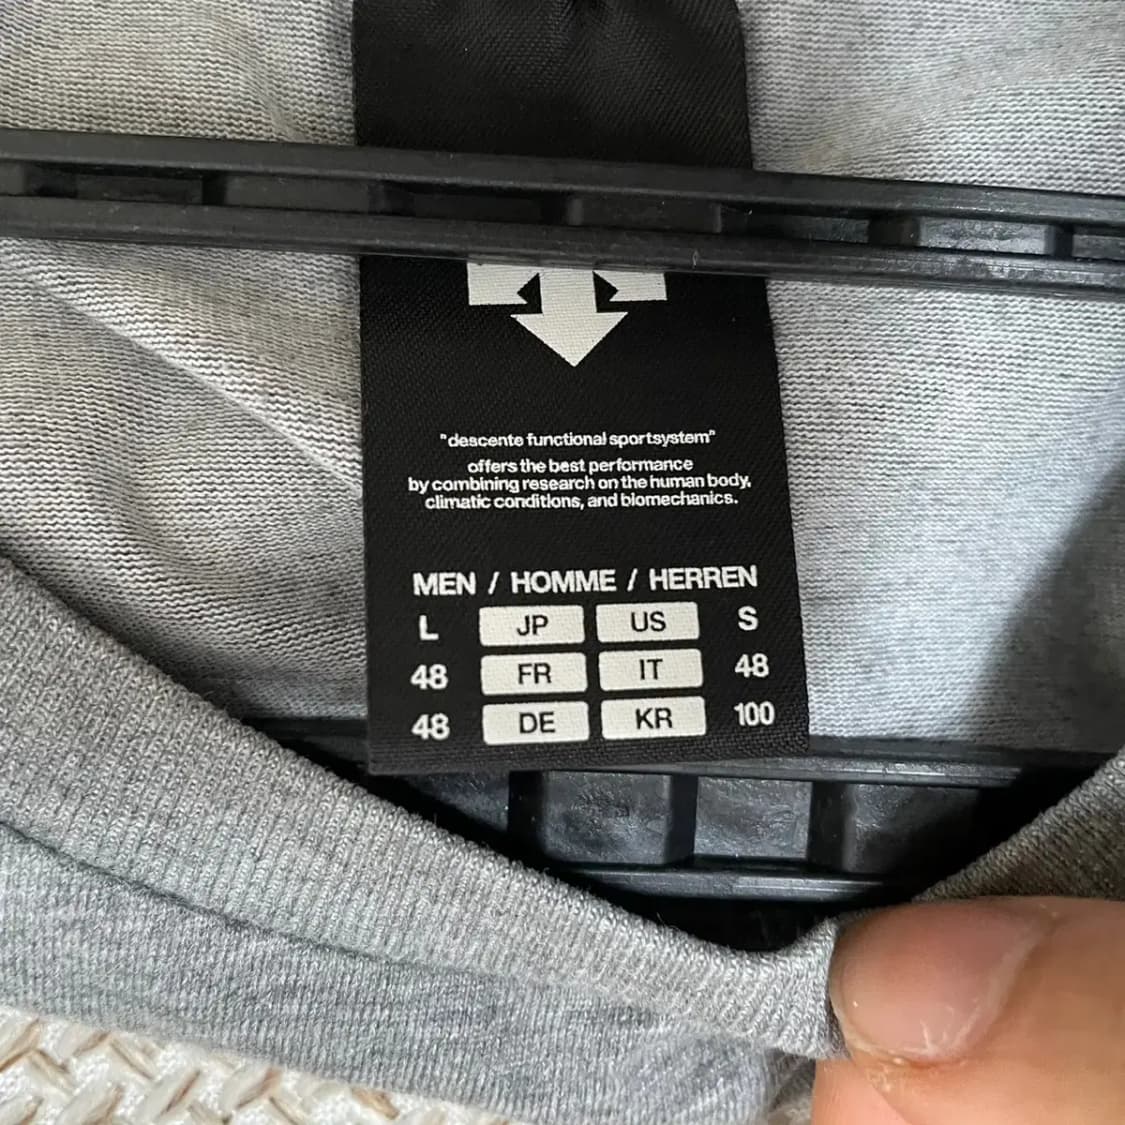 "descente functional sportsystem"
offers the best performance
by combining research on the human body,
climatic conditions, and biomechanics.
MEN / HOMME / HERREN
L JP US S
48 FR IT 48
48 DE KR 100